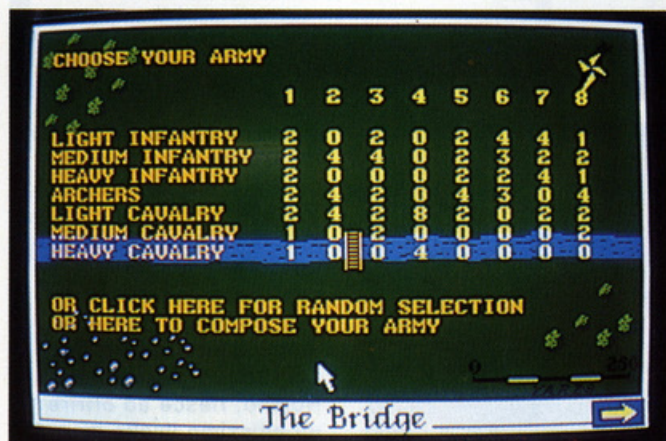 CHOOSE YOUR ARMY
1 2 3 4 5 6 7 8
LIGHT INFANTRY 2 0 2 0 2 4 4 1
MEDIUM INFANTRY 2 4 4 0 2 3 2 2
HEAVY INFANTRY 2 0 0 0 2 2 4 1
ARCHERS 2 4 2 0 4 3 0 4
LIGHT CAVALRY 2 4 2 8 2 0 2 2
MEDIUM CAVALRY 1 0 2 0 0 0 0 2
HEAVY CAVALRY 1 0 0 4 0 0 0 0
OR CLICK HERE FOR RANDOM SELECTION
OR HERE TO COMPOSE YOUR ARMY
0
The Bridge